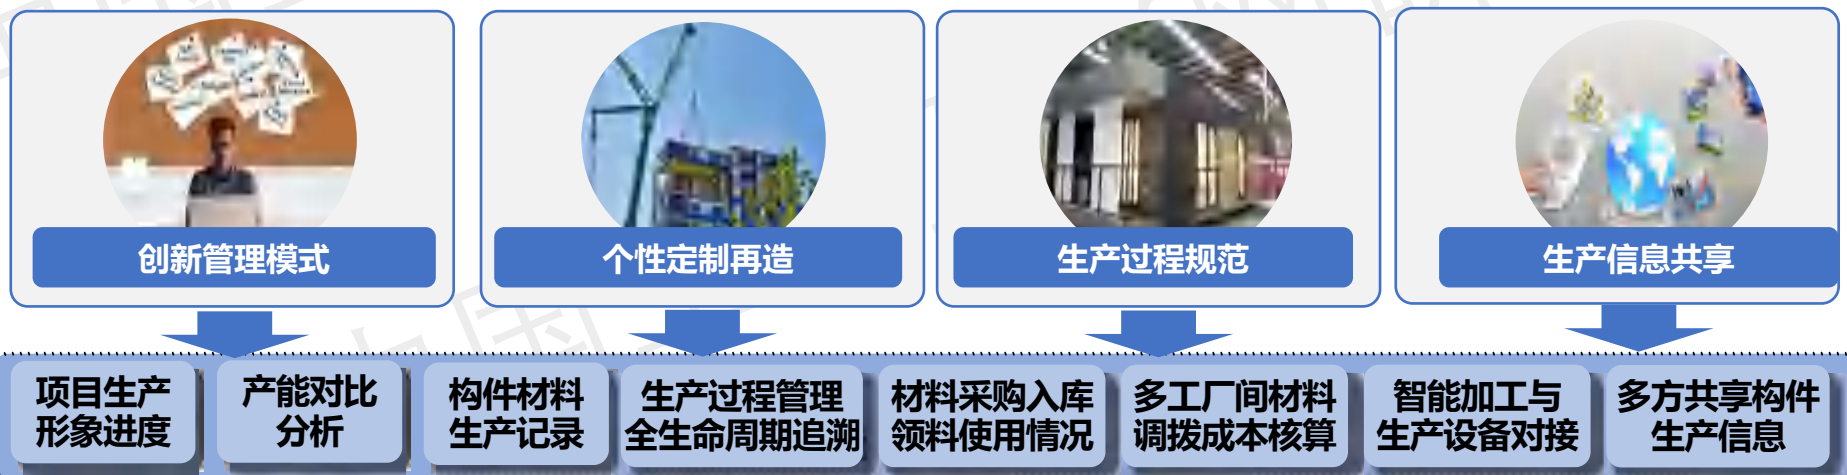 创新管理模式
个性定制再造
生产过程规范
生产信息共享
项目生产
形象进度
产能对比
分析
构件材料
生产记录
生产过程管理
全生命周期追溯
材料采购入库
领料使用情况
多工厂间材料
调拨成本核算
智能加工与
生产设备对接
多方共享构件
生产信息